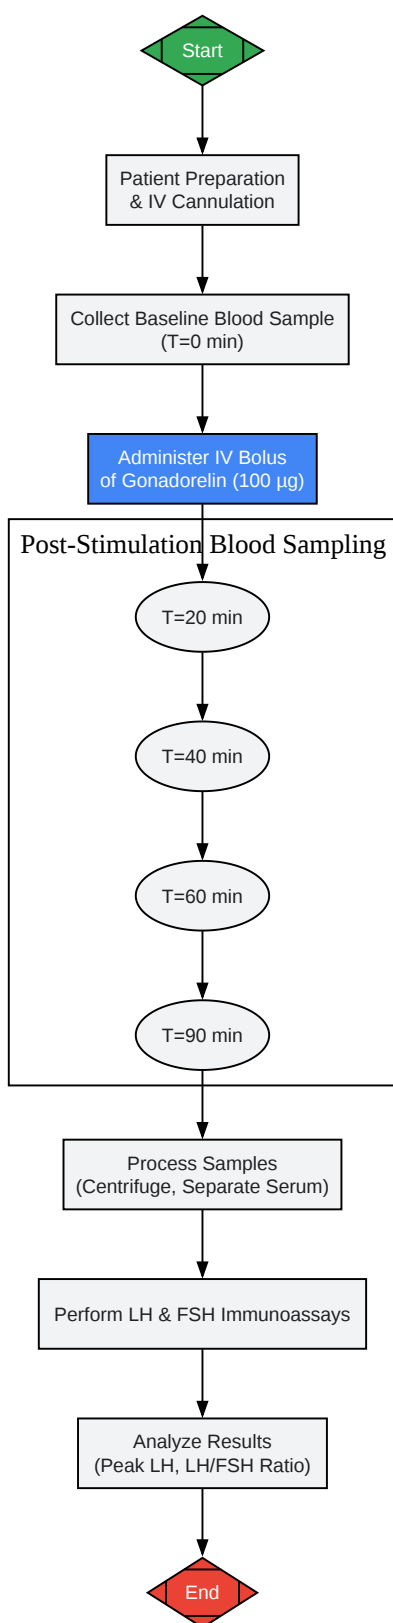 Start
Patient Preparation
& IV Cannulation
Collect Baseline Blood Sample
(T=0 min)
Administer IV Bolus
of Gonadorelin (100 µg)
Post-Stimulation Blood Sampling
T=20 min
T=40 min
T=60 min
T=90 min
Process Samples
(Centrifuge, Separate Serum)
Perform LH & FSH Immunoassays
Analyze Results
(Peak LH, LH/FSH Ratio)
End